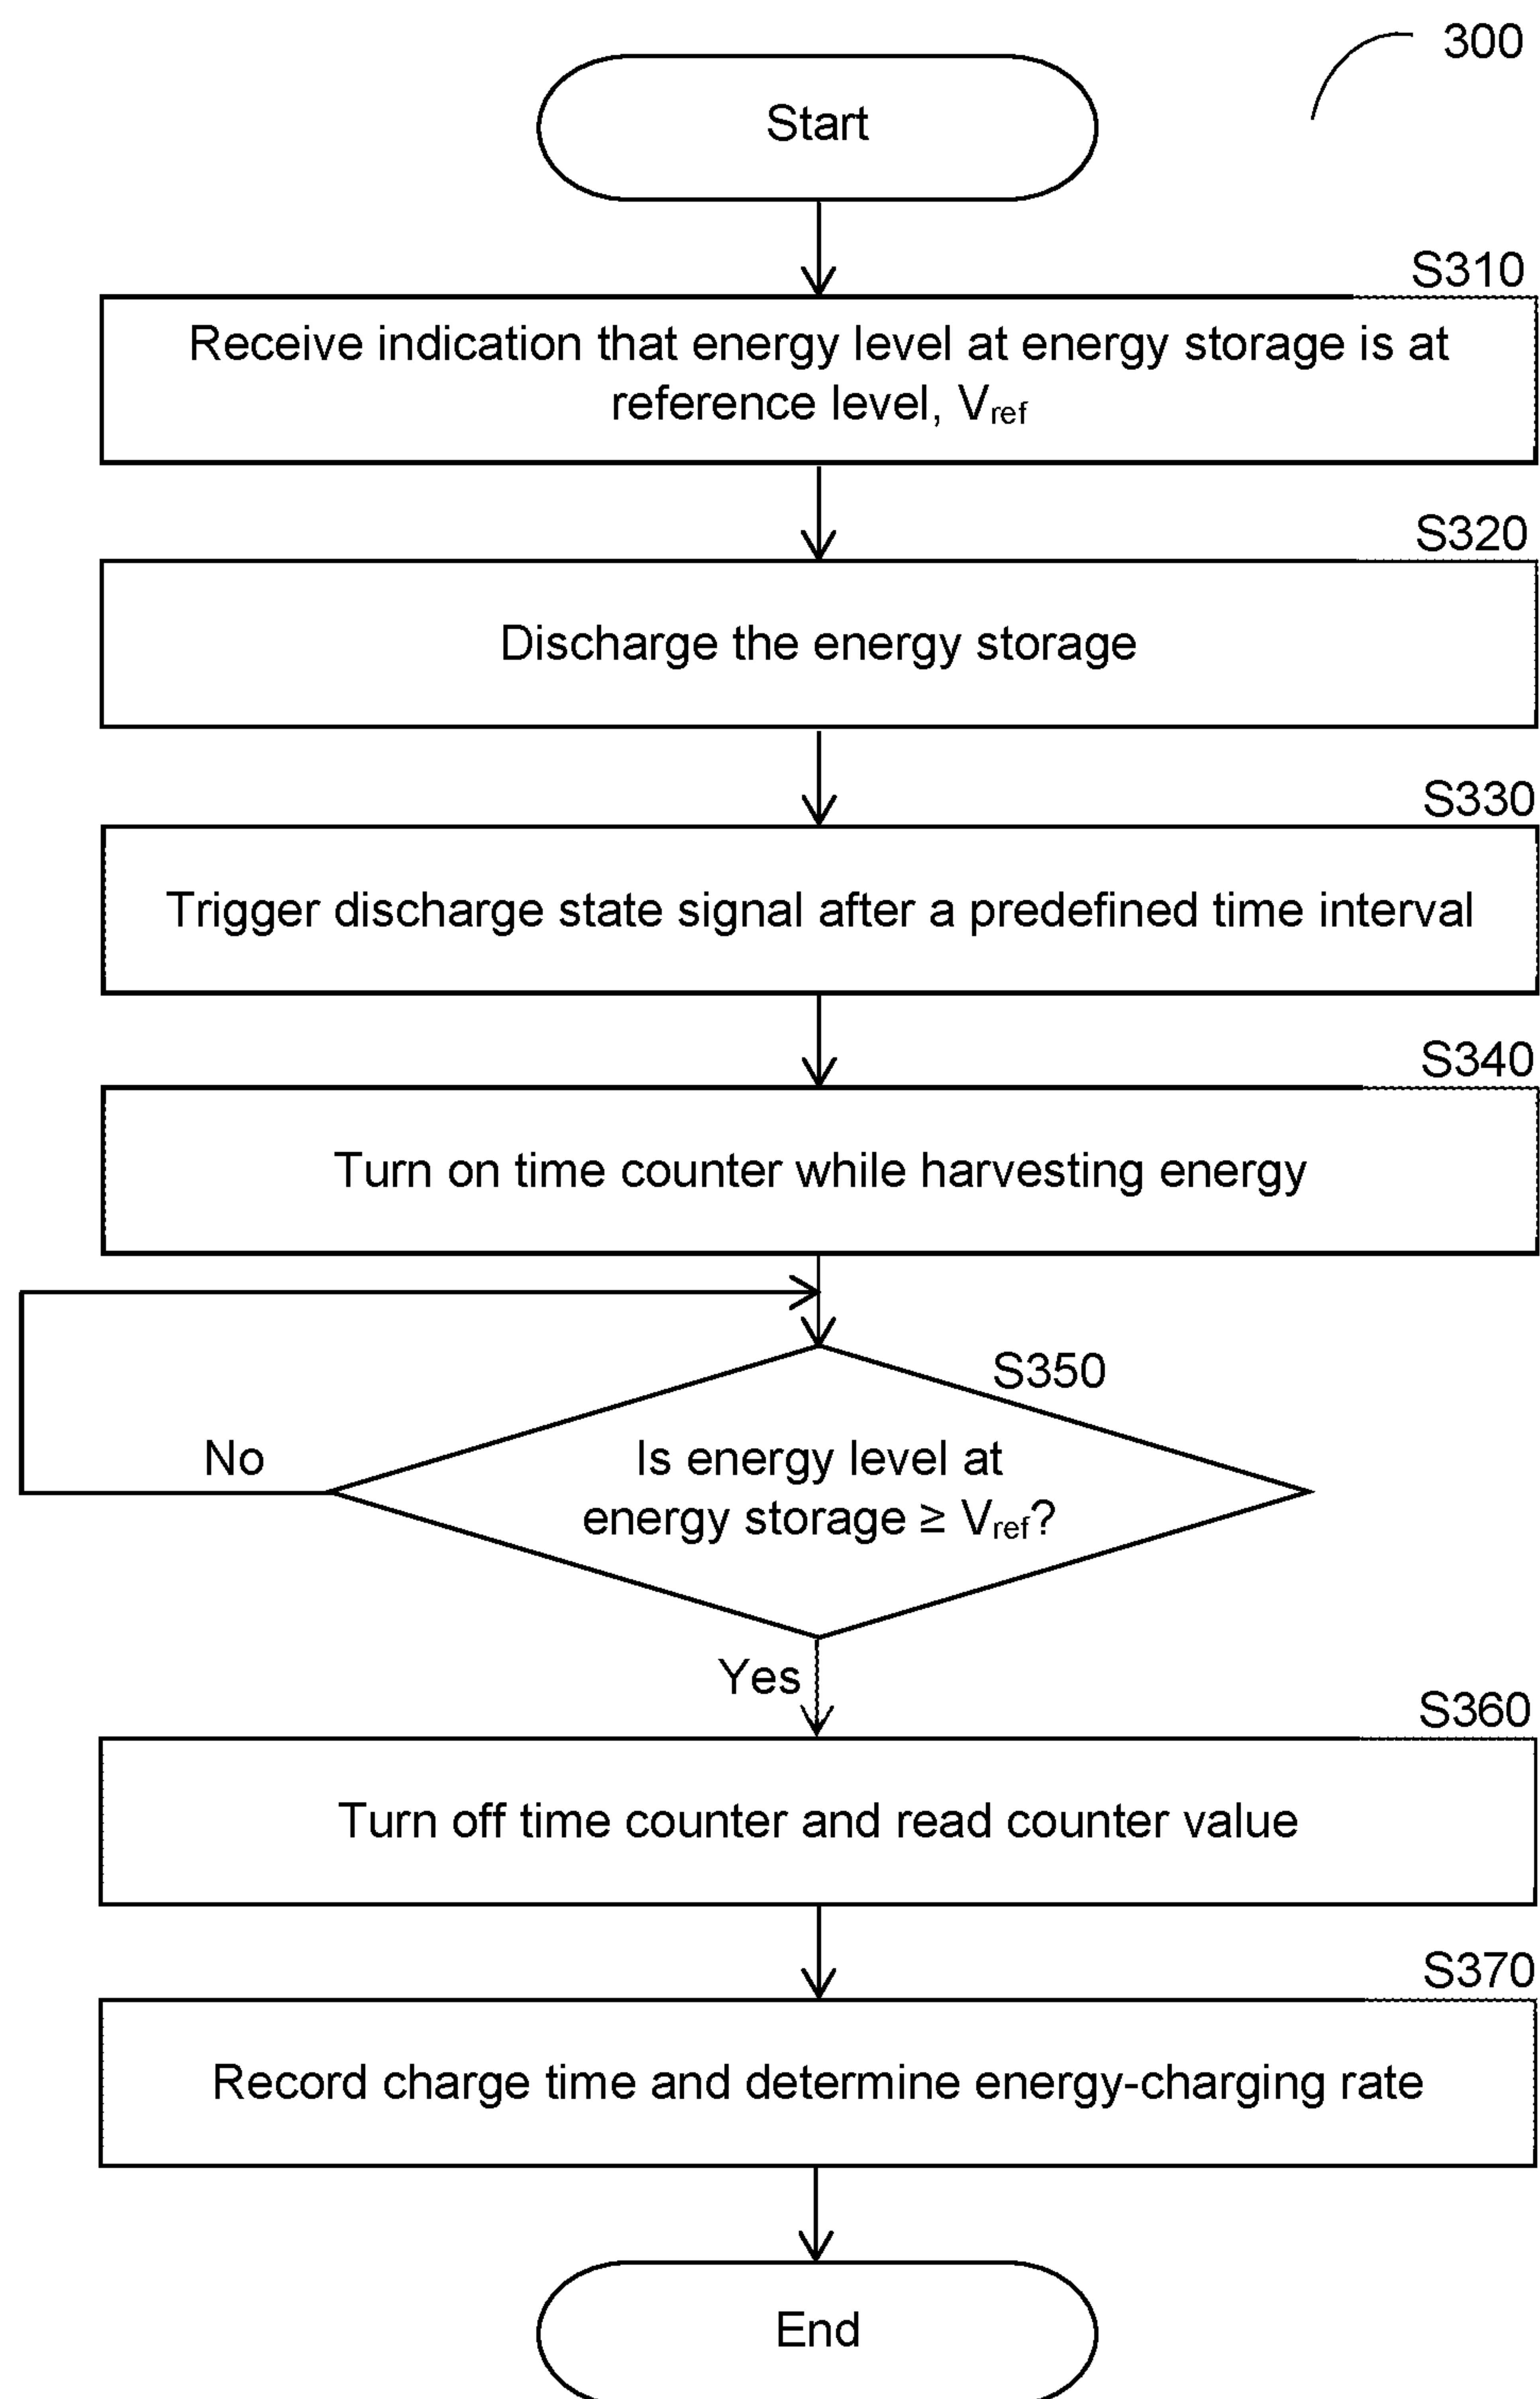 300
Start
S310
Receive indication that energy level at energy storage is at
reference level, Vref
S320
Discharge the energy storage
S330
Trigger discharge state signal after a predefined time interval
S340
Turn on time counter while harvesting energy
S350
Is energy level at
energy storage ≥ Vref?
No
Yes
S360
Turn off time counter and read counter value
S370
Record charge time and determine energy-charging rate
End